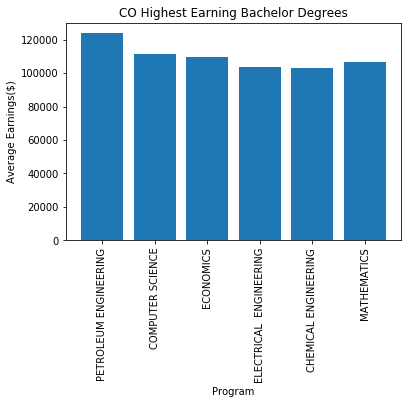 CO Highest Earning Bachelor Degrees
Average Earnings($)
120000
100000
80000
60000
40000
20000
0
PETROLEUM ENGINEERING
COMPUTER SCIENCE
ECONOMICS
ELECTRICAL  ENGINEERING
CHEMICAL ENGINEERING
MATHEMATICS
Program